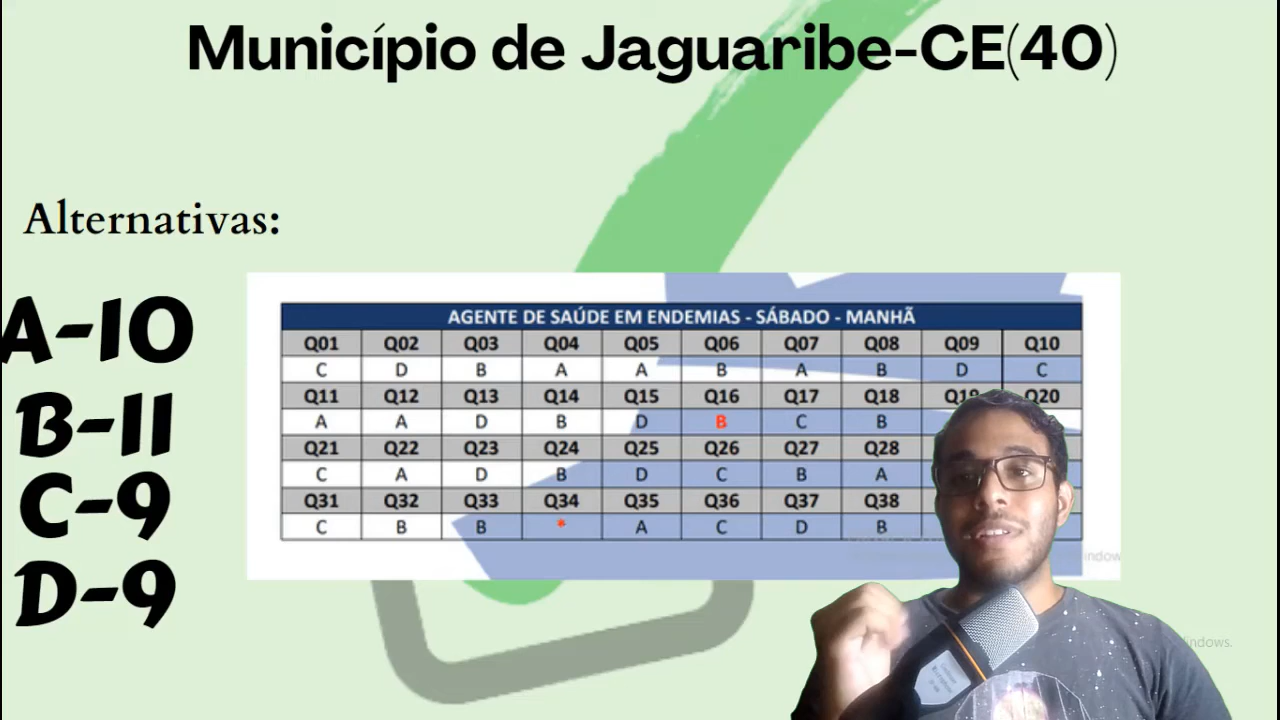 Município de Jaguaribe-CE(40)
Alternativas:
A-10
B-11
C-9
D-9
AGENTE DE SAÚDE EM ENDEMIAS - SÁBADO - MANHÃ
Q01 Q02 Q03 Q04 Q05 Q06 Q07 Q08 Q09 Q10
C D B A A B A B D C
Q11 Q12 Q13 Q14 Q15 Q16 Q17 Q18 Q19 Q20
A A D B D B C B
Q21 Q22 Q23 Q24 Q25 Q26 Q27 Q28
C A D B D C B A
Q31 Q32 Q33 Q34 Q35 Q36 Q37 Q38
C B B * A C D B